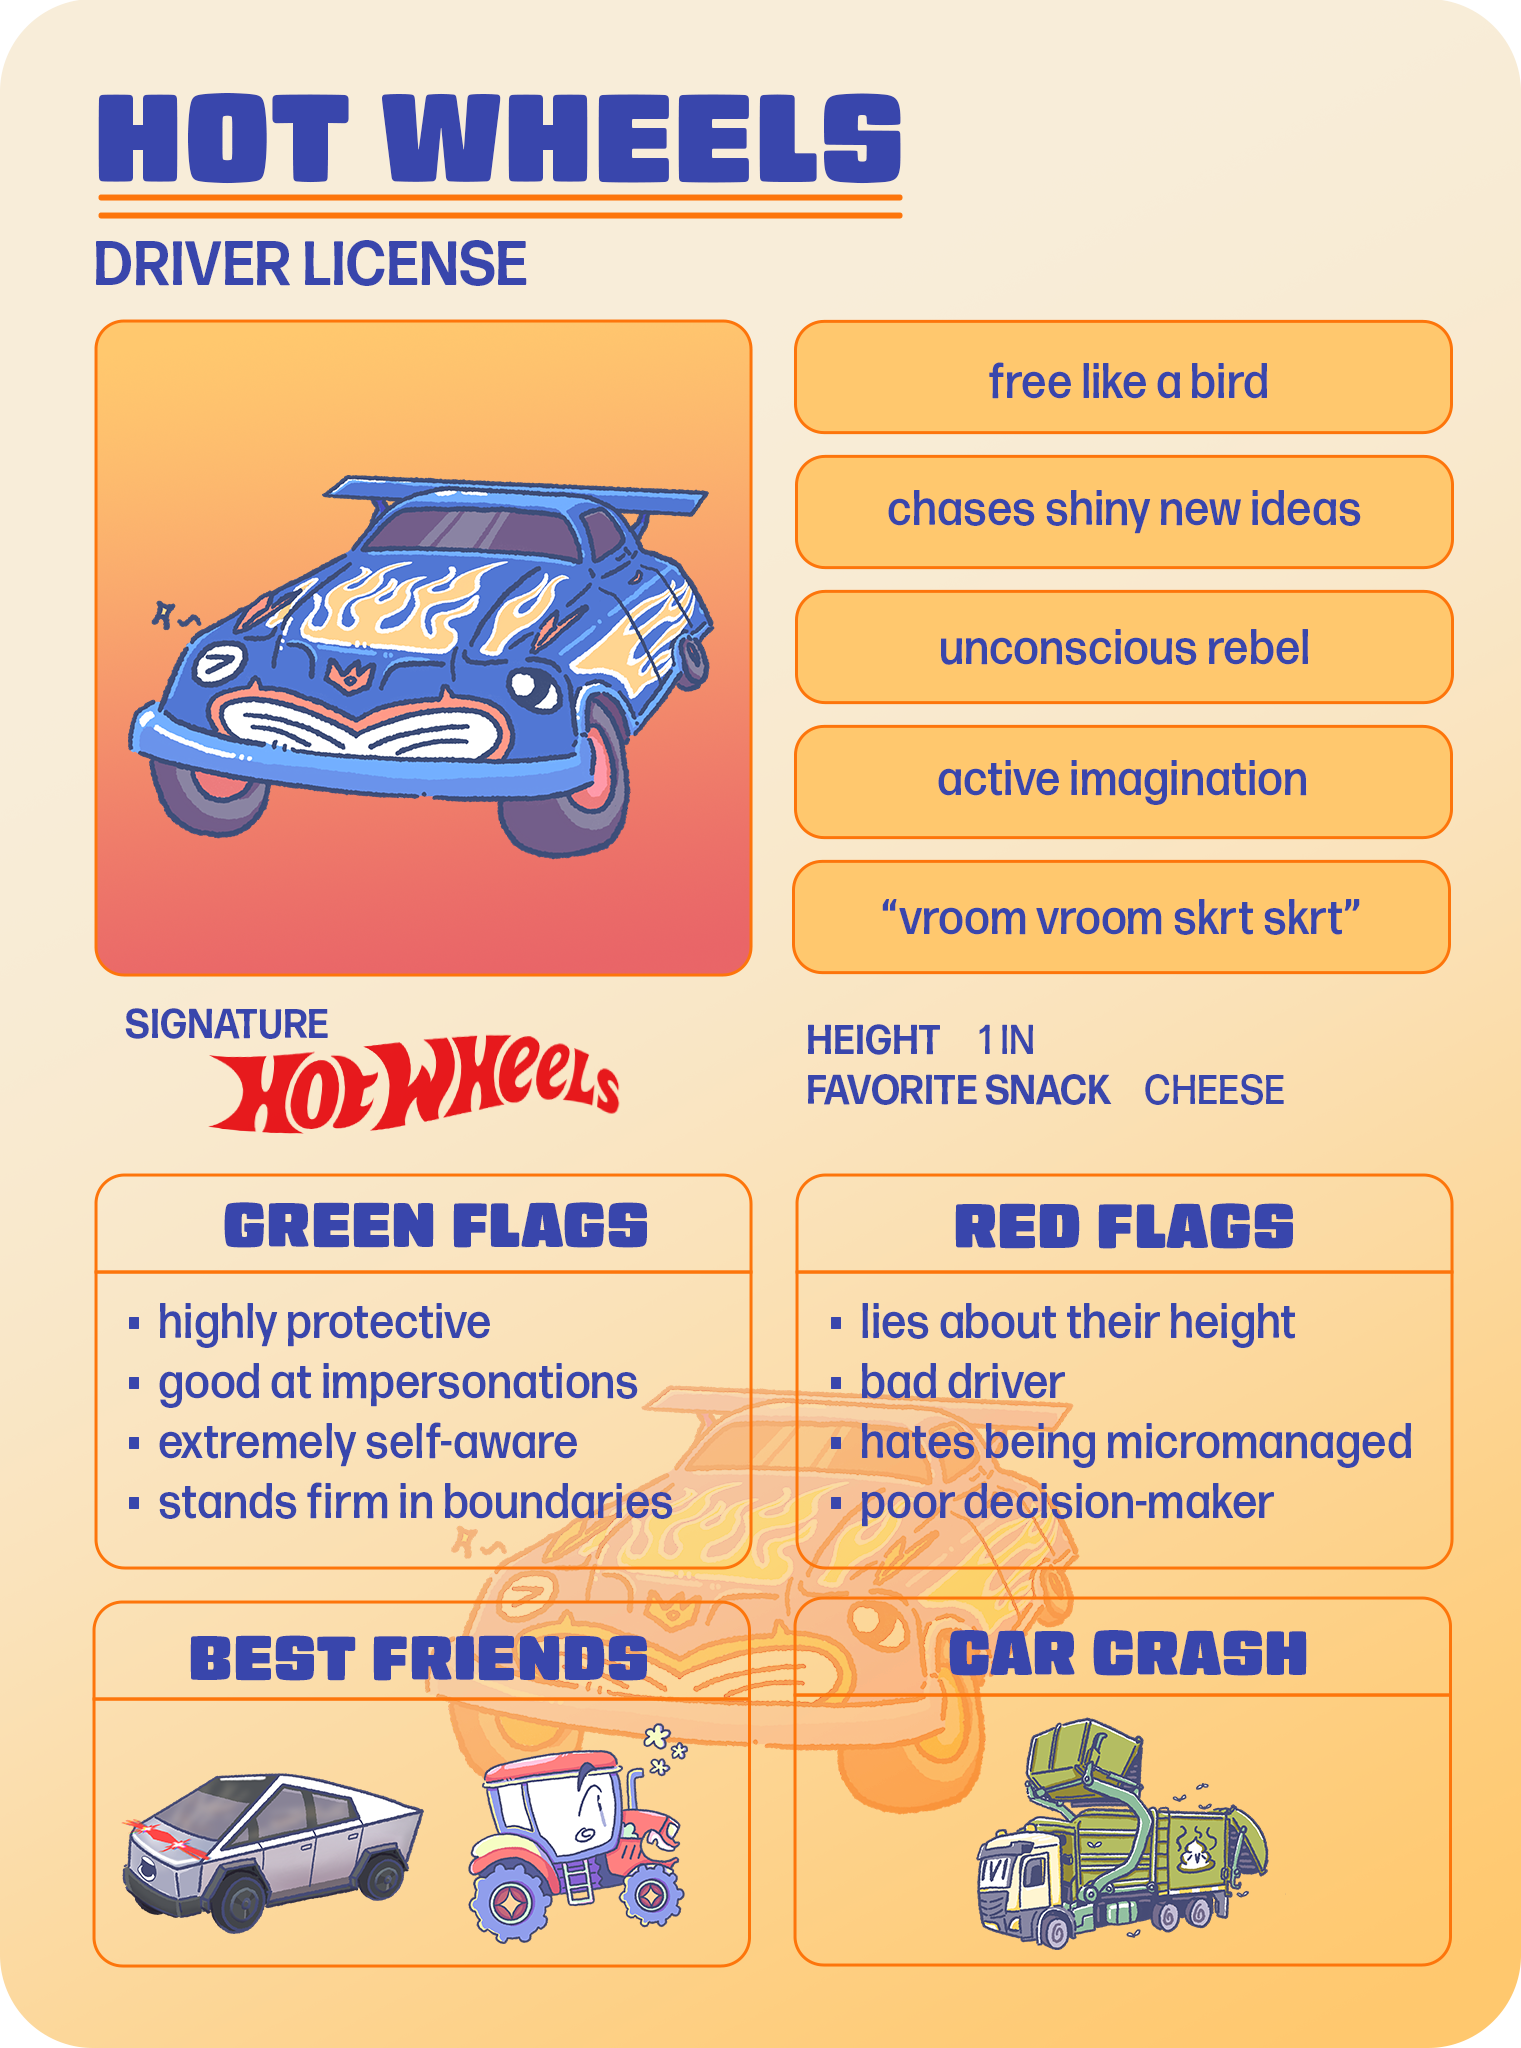 HOT WHEELS
DRIVER LICENSE
free like a bird
chases shiny new ideas
unconscious rebel
active imagination
“vroom vroom skrt skrt”
SIGNATURE
Hot Wheels
HEIGHT 1 IN
FAVORITE SNACK CHEESE
GREEN FLAGS
▪ highly protective
▪ good at impersonations
▪ extremely self-aware
▪ stands firm in boundaries
RED FLAGS
▪ lies about their height
▪ bad driver
▪ hates being micromanaged
▪ poor decision-maker
BEST FRIENDS
CAR CRASH